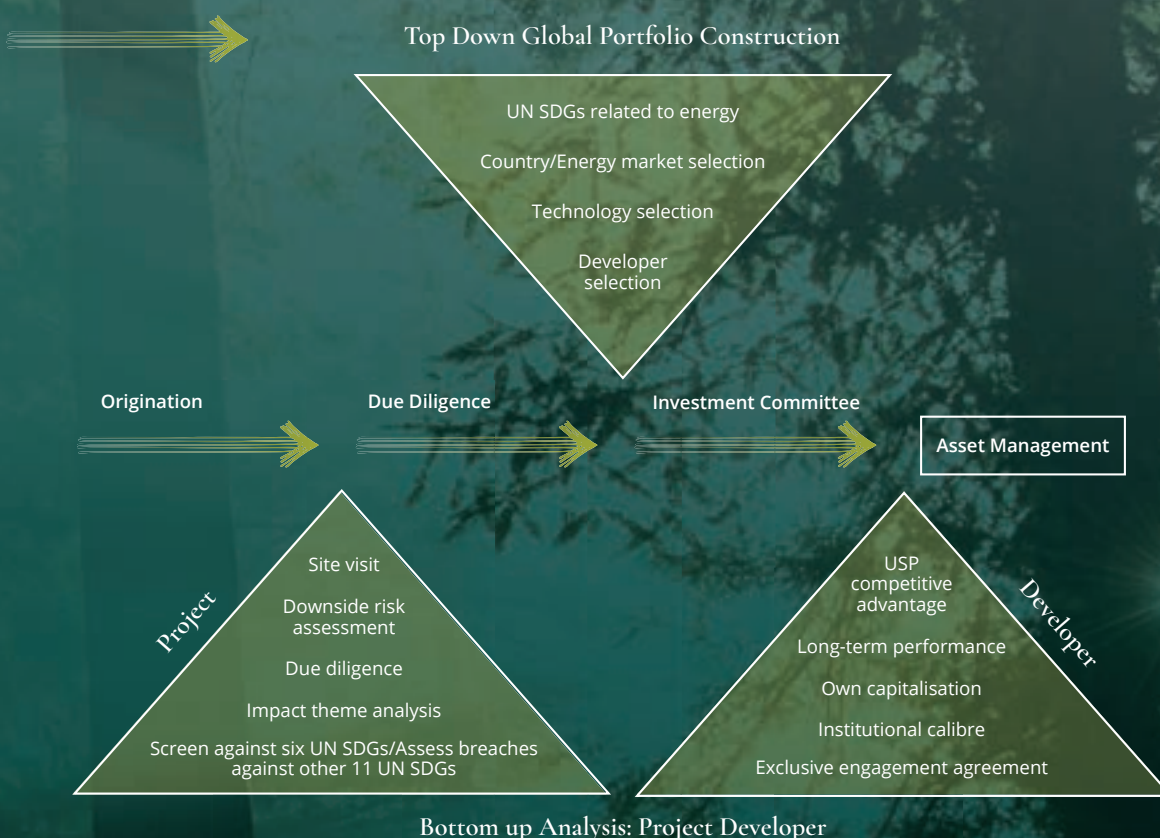 Top Down Global Portfolio Construction
UN SDGs related to energy
Country/Energy market selection
Technology selection
Developer
selection
Origination
Due Diligence
Investment Committee
Asset Management
Project
Site visit
Downside risk
assessment
Due diligence
Impact theme analysis
Screen against six UN SDGs/Assess breaches
against other 11 UN SDGs
Developer
USP
competitive
advantage
Long-term performance
Own capitalisation
Institutional calibre
Exclusive engagement agreement
Bottom up Analysis: Project Developer